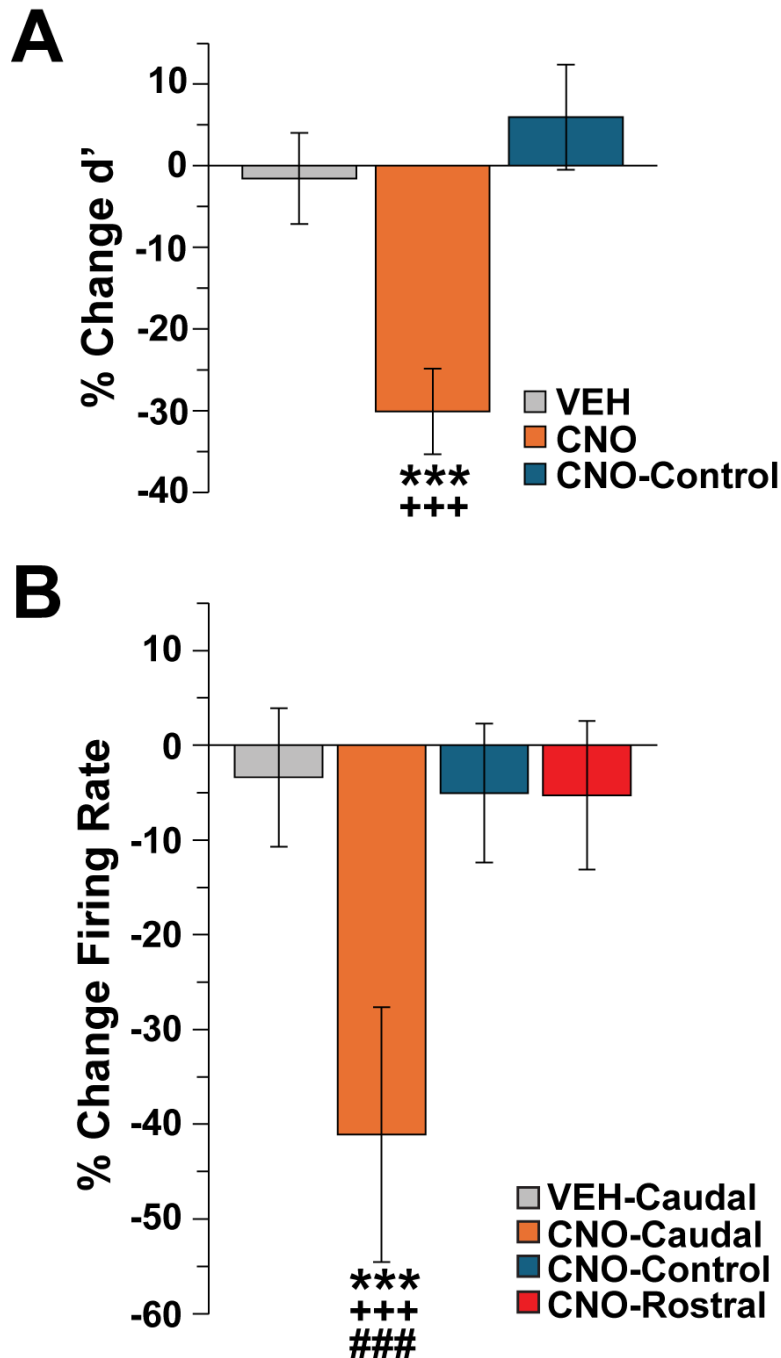 A
% Change d'
10
0
-10
-20
-30
-40
VEH
CNO
CNO-Control
***
+++
B
% Change Firing Rate
10
0
-10
-20
-30
-40
-50
-60
VEH-Caudal
CNO-Caudal
CNO-Control
CNO-Rostral
***
+++
###